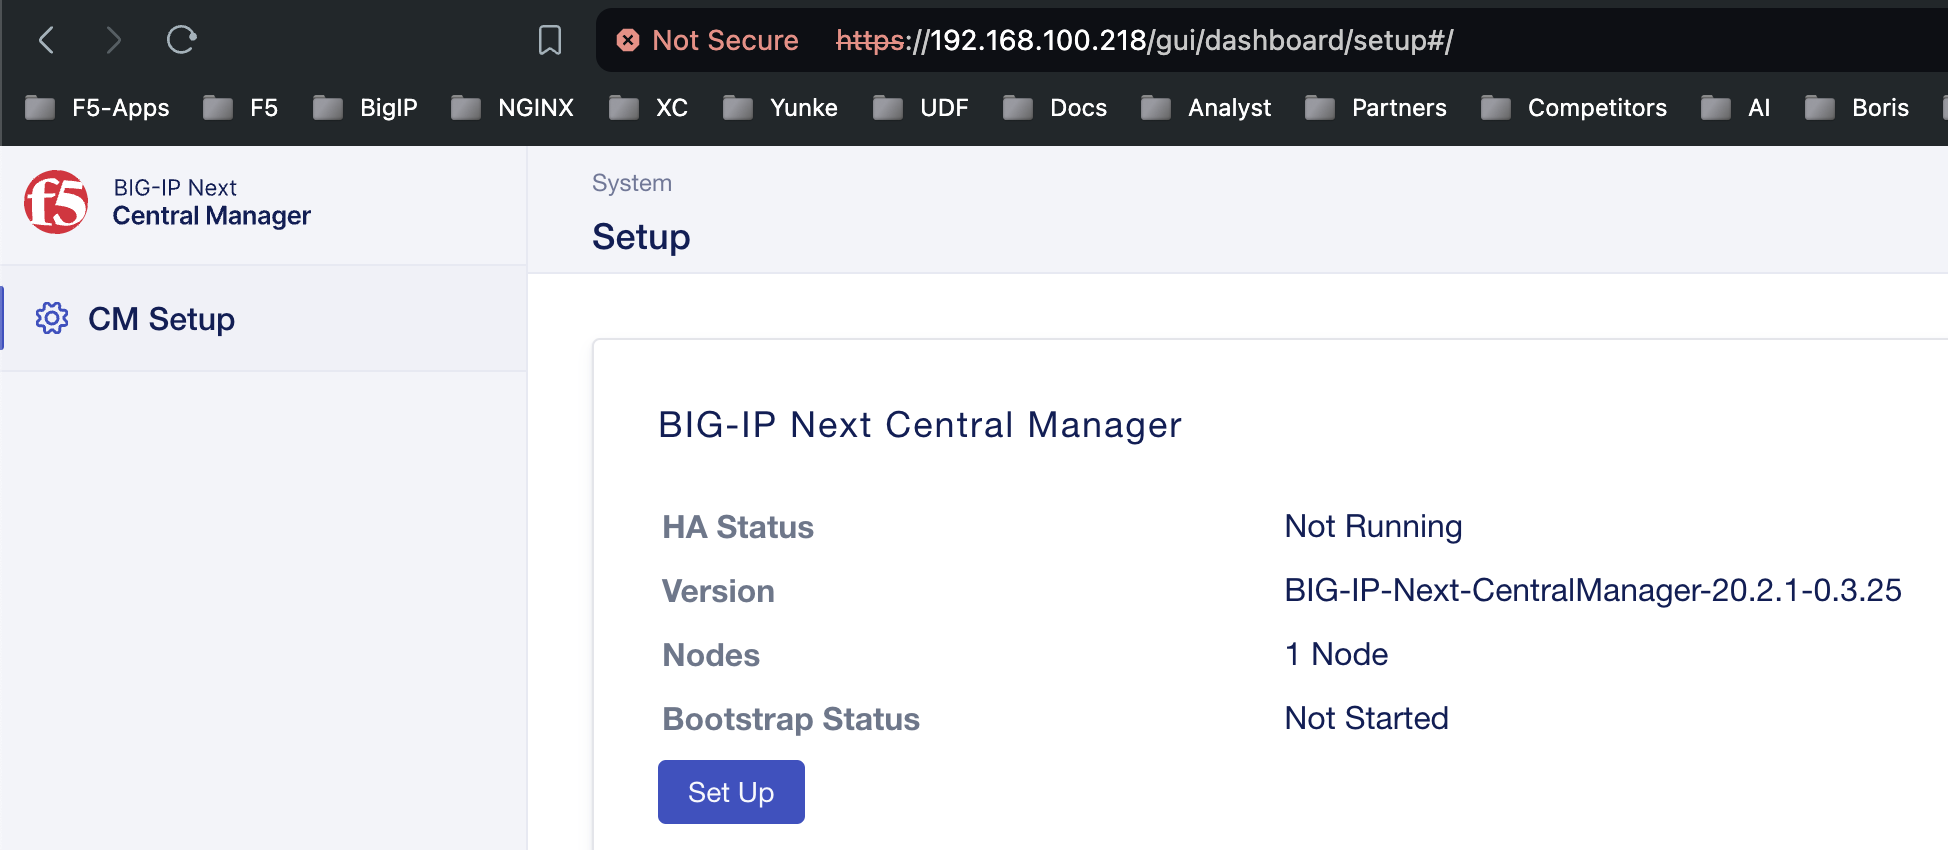 Not Secure https://192.168.100.218/gui/dashboard/setup#/
F5-Apps F5 BigIP NGINX XC Yunke UDF Docs Analyst Partners Competitors AI Boris
f5
BIG-IP Next
Central Manager
CM Setup
System
Setup
BIG-IP Next Central Manager
HA Status Not Running
Version BIG-IP-Next-CentralManager-20.2.1-0.3.25
Nodes 1 Node
Bootstrap Status Not Started
Set Up